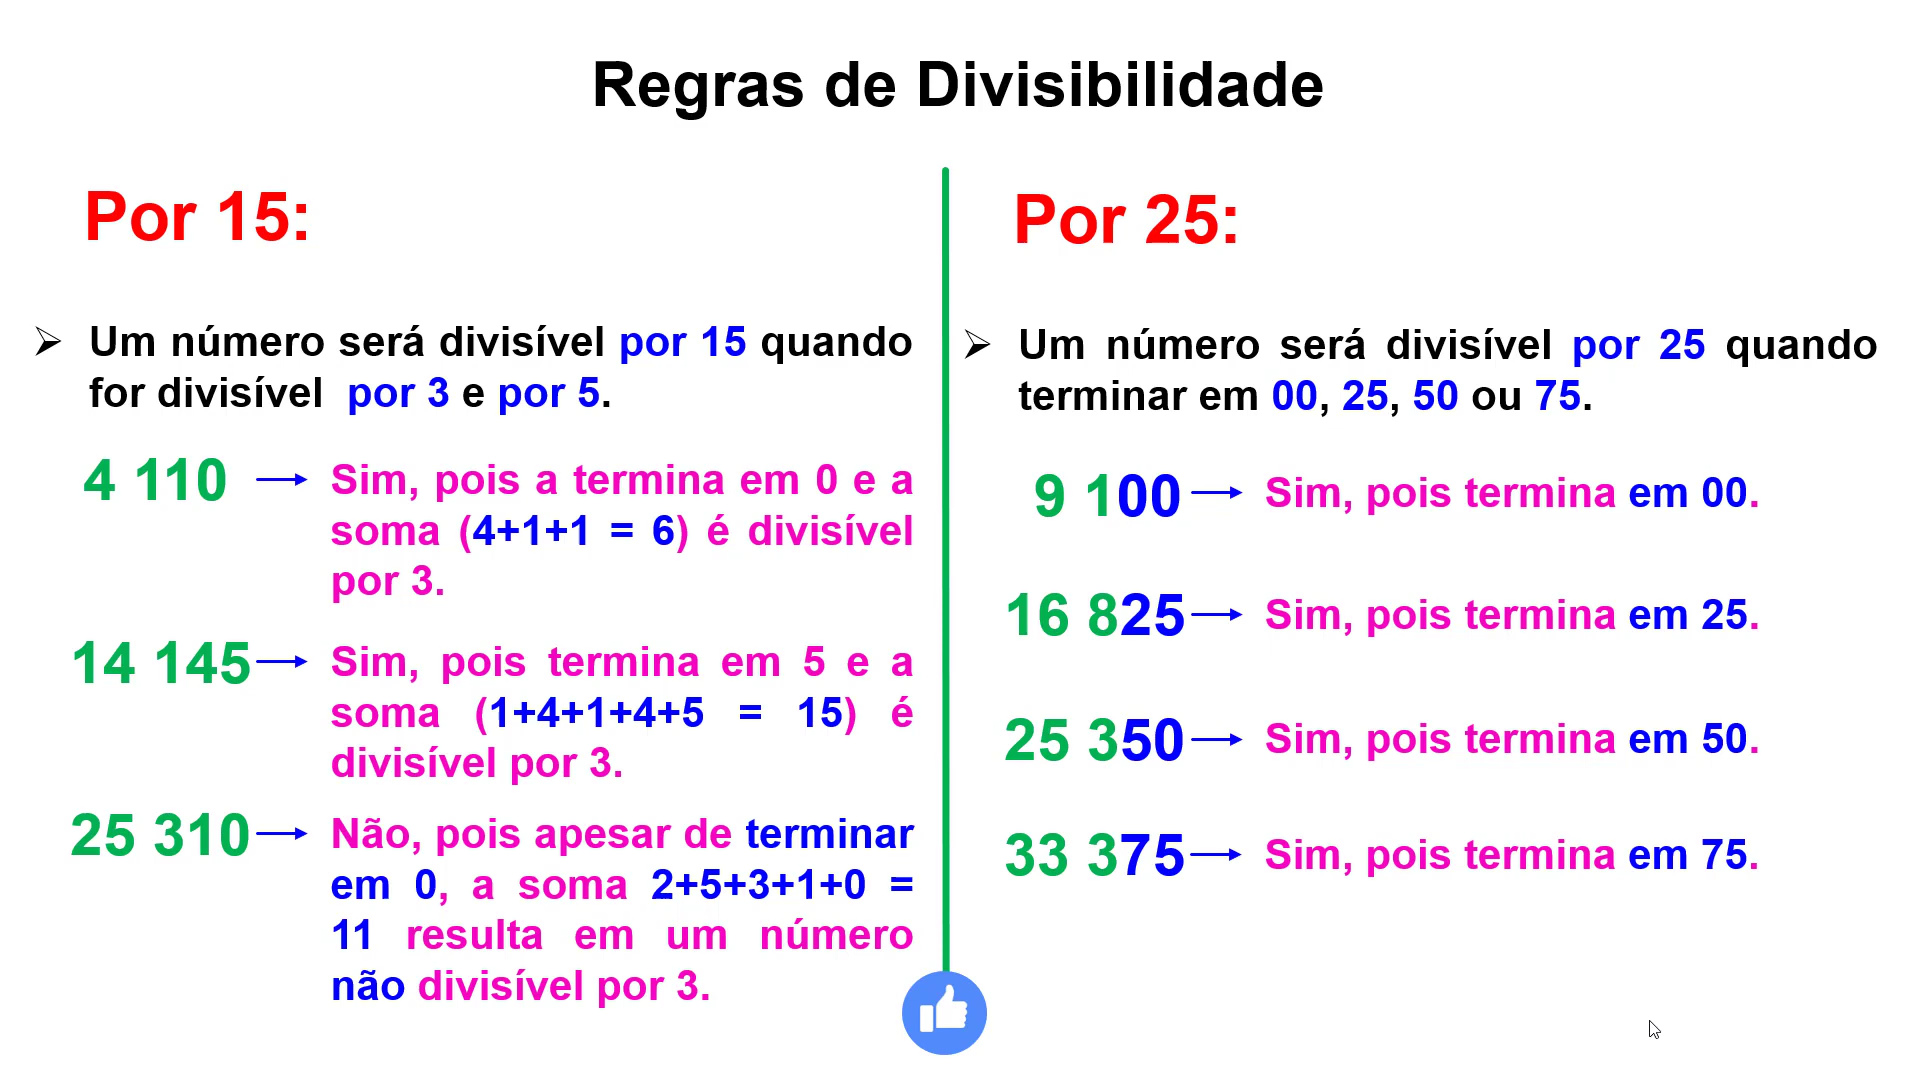 Regras de Divisibilidade
Por 15:
Um número será divisível por 15 quando
for divisível por 3 e por 5.
4 110
Sim, pois a termina em 0 e a
soma (4+1+1 = 6) é divisível
por 3.
14 145
Sim, pois termina em 5 e a
soma (1+4+1+4+5 = 15) é
divisível por 3.
25 310
Não, pois apesar de terminar
em 0, a soma 2+5+3+1+0 =
11 resulta em um número
não divisível por 3.
Por 25:
Um número será divisível por 25 quando
terminar em 00, 25, 50 ou 75.
9 100
Sim, pois termina em 00.
16 825
Sim, pois termina em 25.
25 350
Sim, pois termina em 50.
33 375
Sim, pois termina em 75.